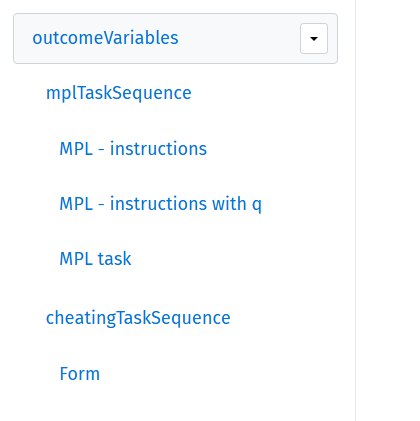 outcomeVariables
mplTaskSequence
MPL - instructions
MPL - instructions with q
MPL task
cheatingTaskSequence
Form